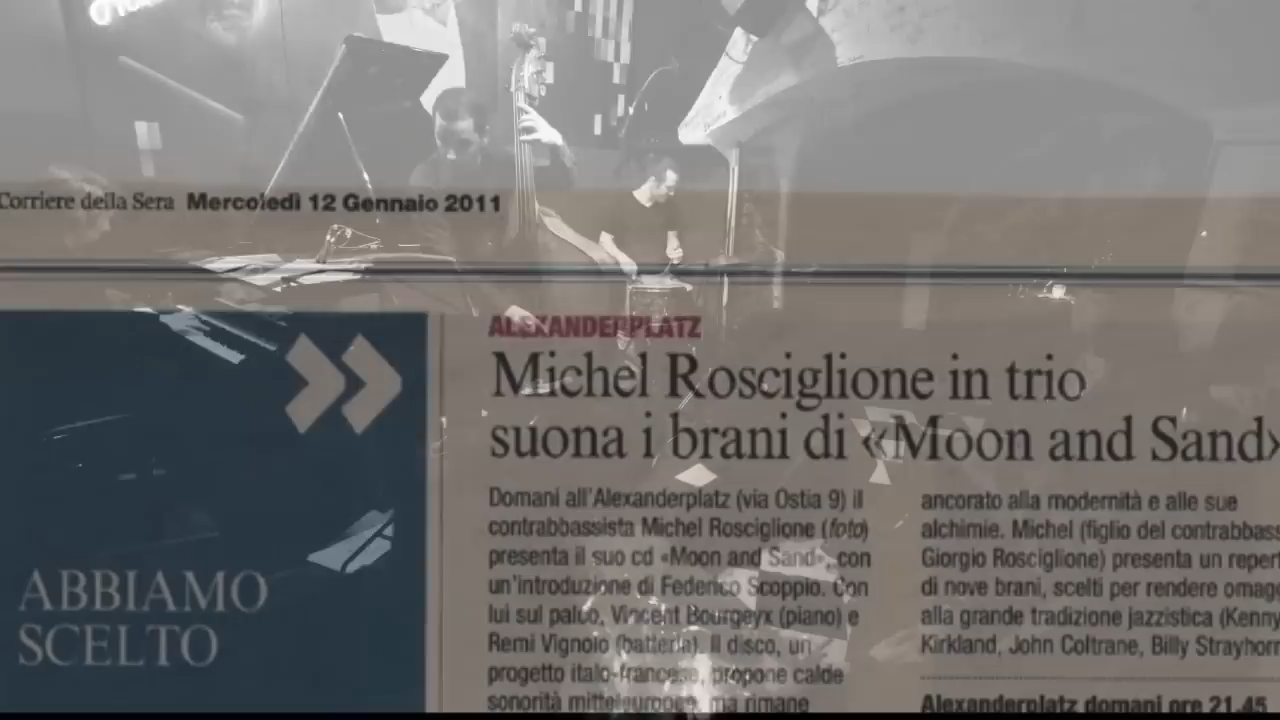 Corriere della Sera Mercoledì 12 Gennaio 2011
ALEXANDERPLATZ
Michel Rosciglione in trio
suona i brani di «Moon and Sand»
ABBIAMO
SCELTO
Domani all'Alexanderplatz (via Ostia 9) il
contrabbassista Michel Rosciglione (foto)
presenta il suo cd «Moon and Sand», con
un'introduzione di Federico Scoppio. Con
lui sul palco, Vincent Bourgeyx (piano) e
Remi Vignolo (batteria). Il disco, un
progetto italo-francese, propone calde
sonorità mitteleuropee, ma rimane
ancorato alla modernità e alle sue
alchimie. Michel (figlio del contrabbass
Giorgio Rosciglione) presenta un reper
di nove brani, scelti per rendere omag
alla grande tradizione jazzistica (Kenny
Kirkland, John Coltrane, Billy Strayhorn
Alexanderplatz domani ore 21.45